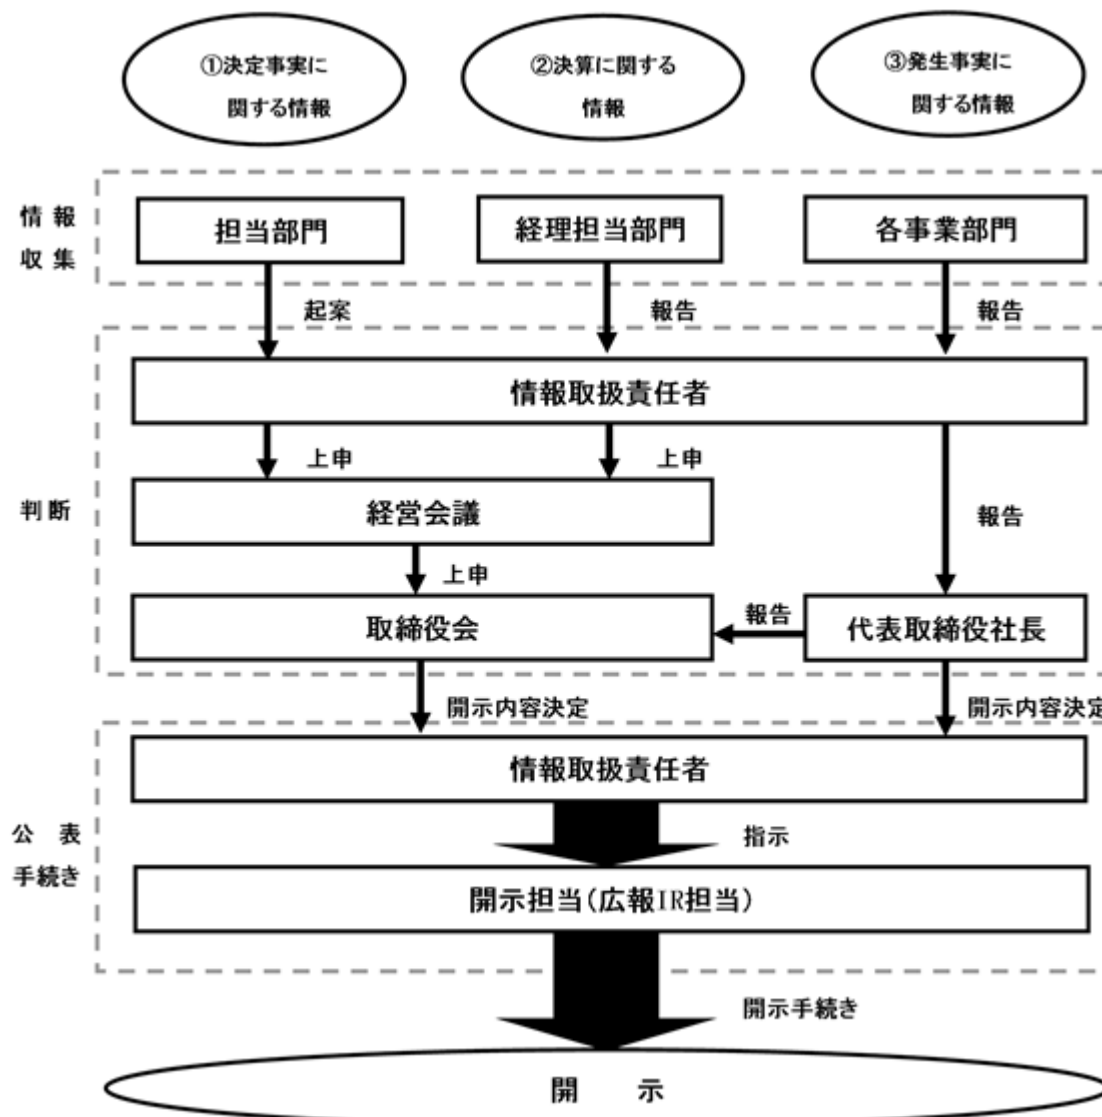 ①決定事実に
関する情報
②決算に関する
情報
③発生事実に
関する情報
情報
収集
担当部門
経理担当部門
各事業部門
起案
報告
報告
情報取扱責任者
上申
上申
判断
経営会議
報告
上申
取締役会
報告
代表取締役社長
開示内容決定
開示内容決定
情報取扱責任者
公表
手続き
指示
開示担当(広報IR担当)
開示手続き
開示